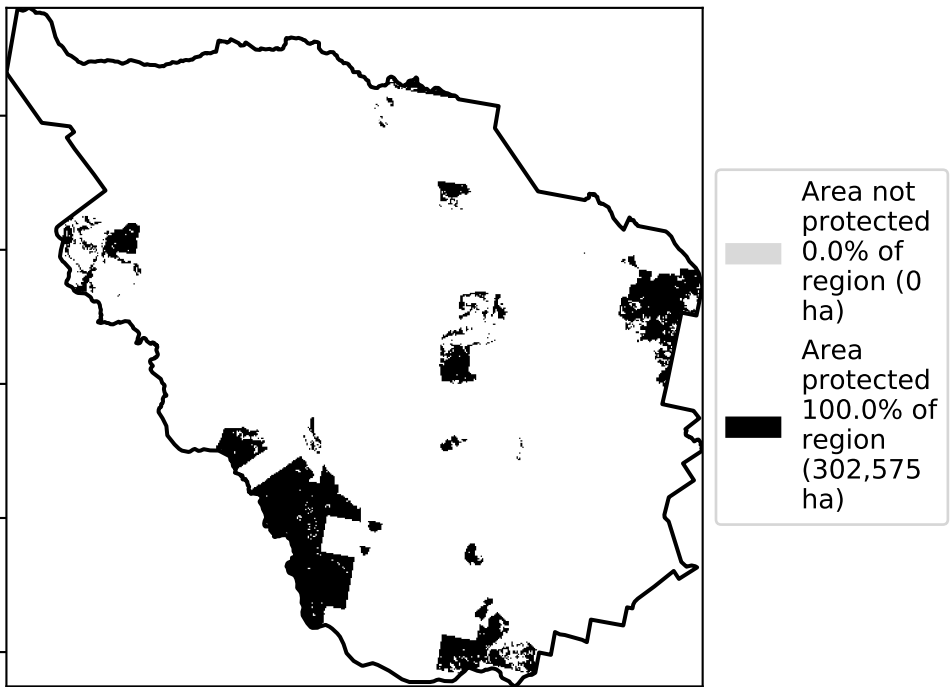 Area not
protected
0.0% of
region (0
ha)
Area
protected
100.0% of
region
(302,575
ha)